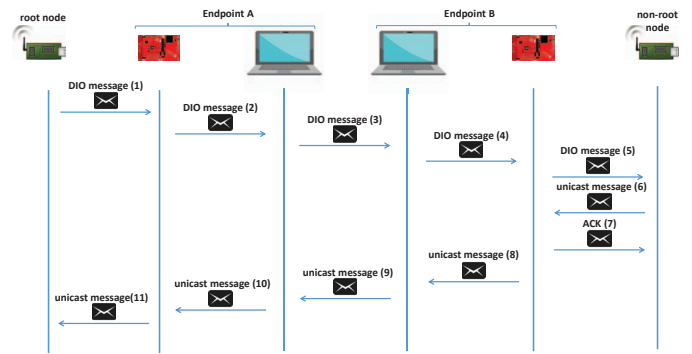 root node
Endpoint A
Endpoint B
non-root
node
DIO message (1)
DIO message (2)
DIO message (3)
DIO message (4)
DIO message (5)
unicast message (6)
ACK (7)
unicast message (8)
unicast message (9)
unicast message (10)
unicast message(11)